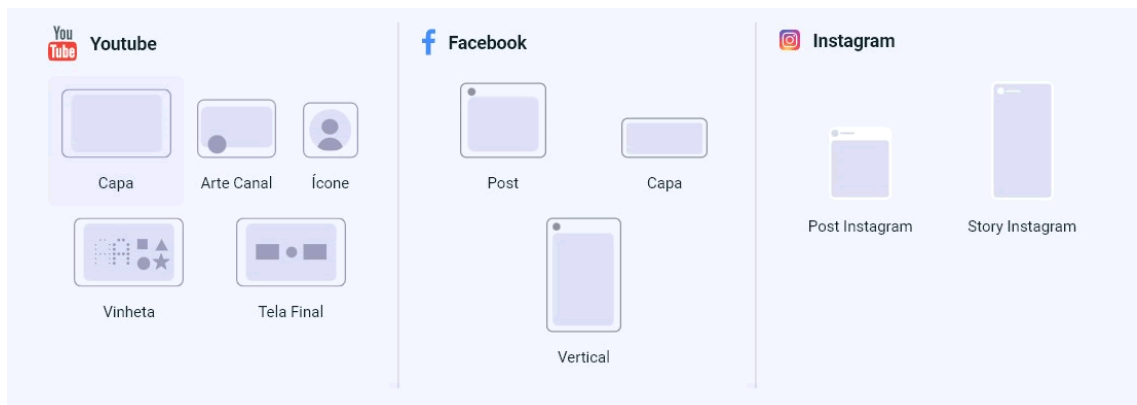 You
Tube
Youtube
Capa
Arte Canal
Ícone
Vinheta
Tela Final
Facebook
Post
Capa
Vertical
Instagram
Post Instagram
Story Instagram